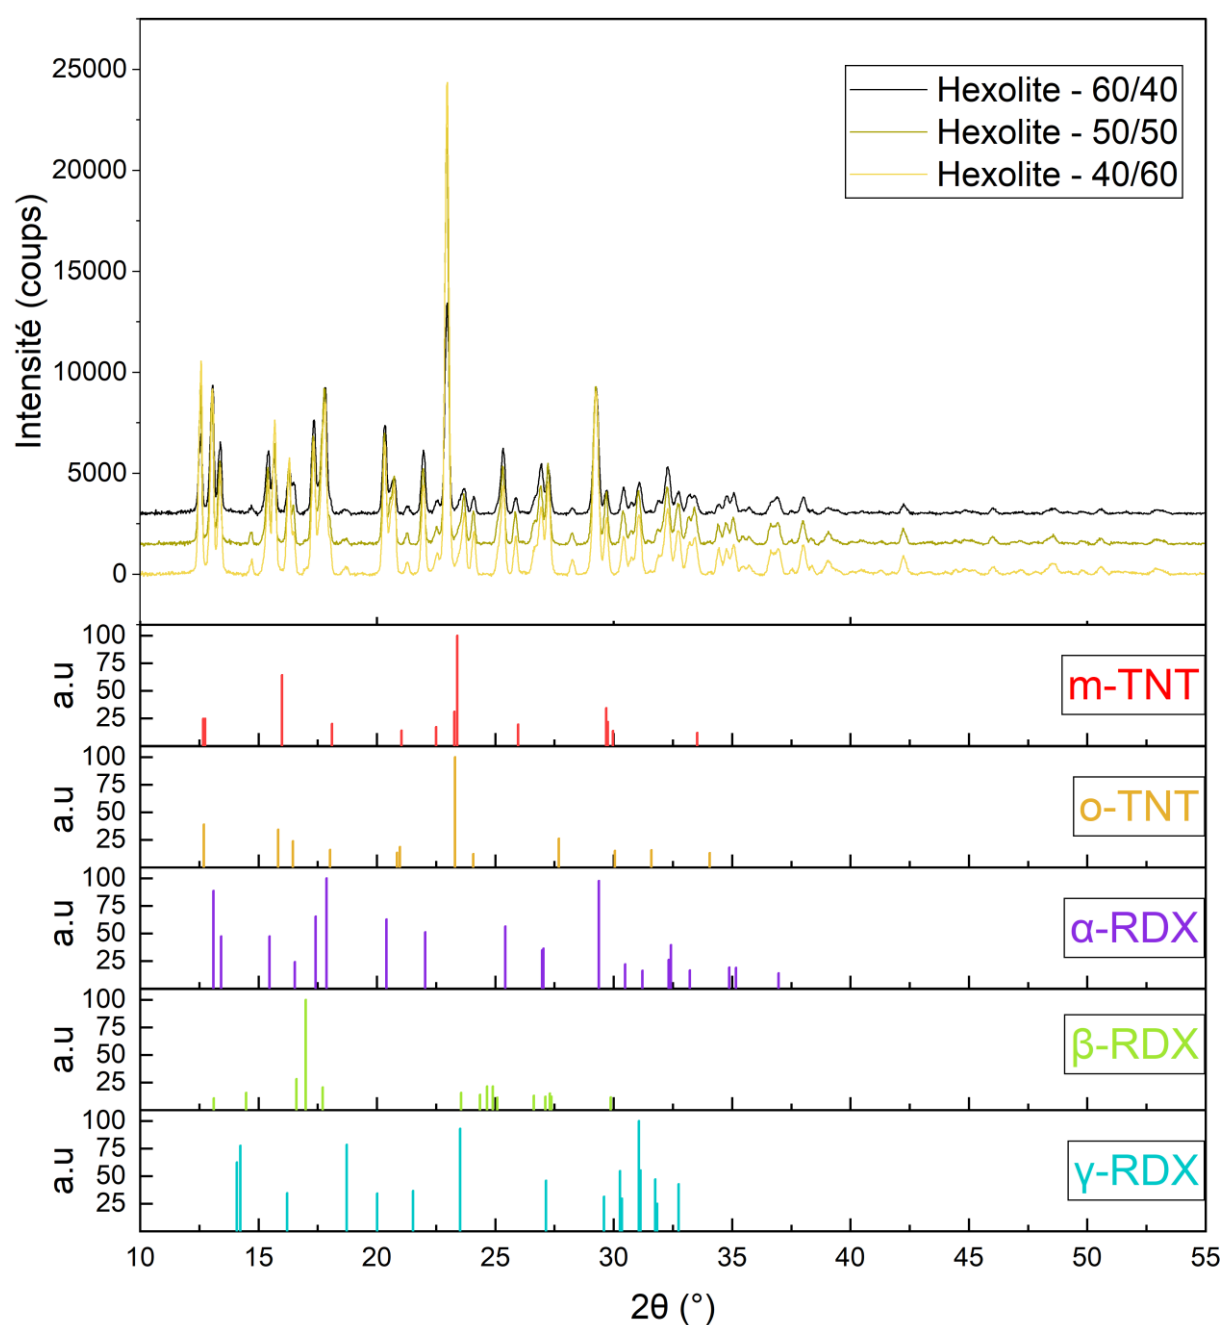 25000
20000
15000
10000
5000
0
Intensité (coups)
Hexolite - 60/40
Hexolite - 50/50
Hexolite - 40/60
100
75
50
25
a.u
m-TNT
100
75
50
25
a.u
o-TNT
100
75
50
25
a.u
α-RDX
100
75
50
25
a.u
β-RDX
100
75
50
25
a.u
γ-RDX
10 15 20 25 30 35 40 45 50 55
2θ (°)